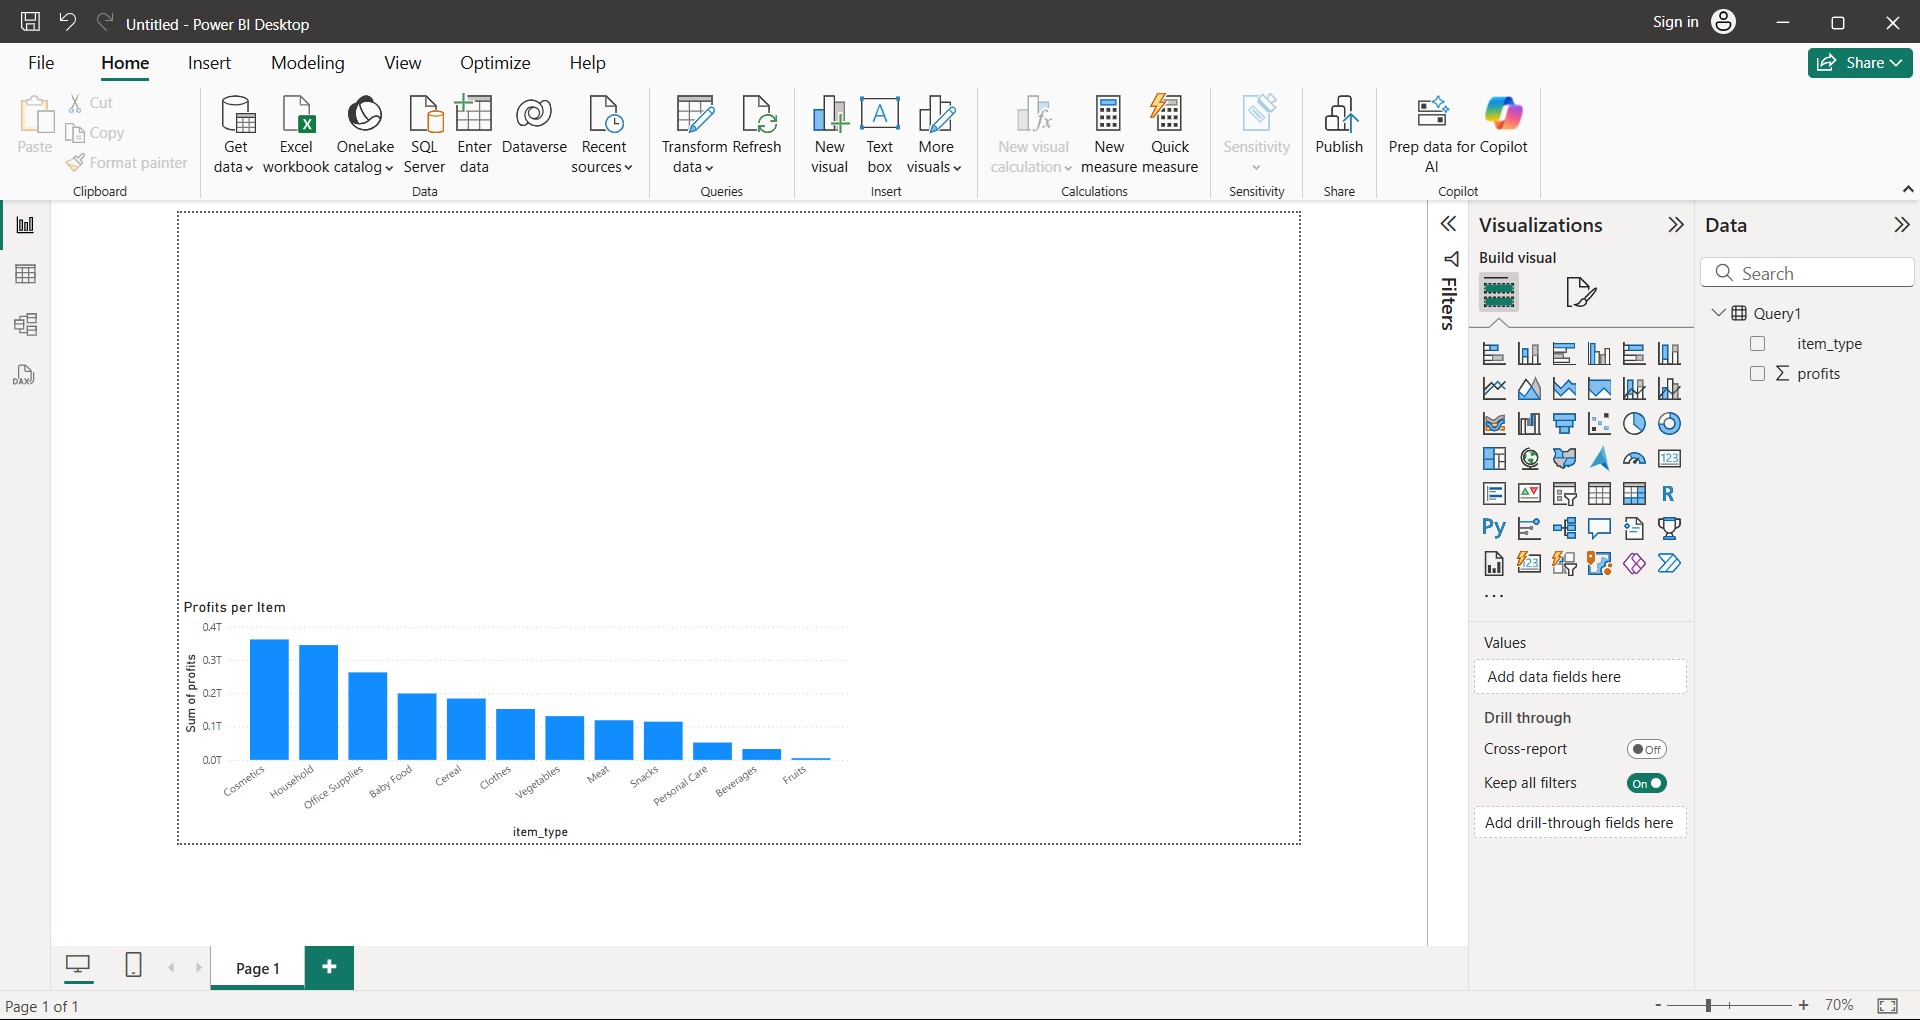 Untitled - Power BI Desktop
Sign in
File Home Insert Modeling View Optimize Help
Share
Paste
Cut
Copy
Format painter
Clipboard
Get data
Excel workbook
OneLake catalog
SQL Server
Enter data
Dataverse
Recent sources
Data
Transform data
Refresh
Queries
New visual
Text box
More visuals
Insert
New visual calculation
New measure
Quick measure
Calculations
Sensitivity
Sensitivity
Publish
Share
Prep data for AI
Copilot
Copilot
DAX
Filters
Visualizations
Build visual
123
R
Py
123
...
Values
Add data fields here
Drill through
Cross-report
Off
Keep all filters
On
Add drill-through fields here
Data
Search
Query1
item_type
Σ profits
Profits per Item
Sum of profits
0.4T
0.3T
0.2T
0.1T
0.0T
Cosmetics
Household
Office Supplies
Baby Food
Cereal
Clothes
Vegetables
Meat
Snacks
Personal Care
Beverages
Fruits
item_type
Page 1
+
Page 1 of 1
- + 70%